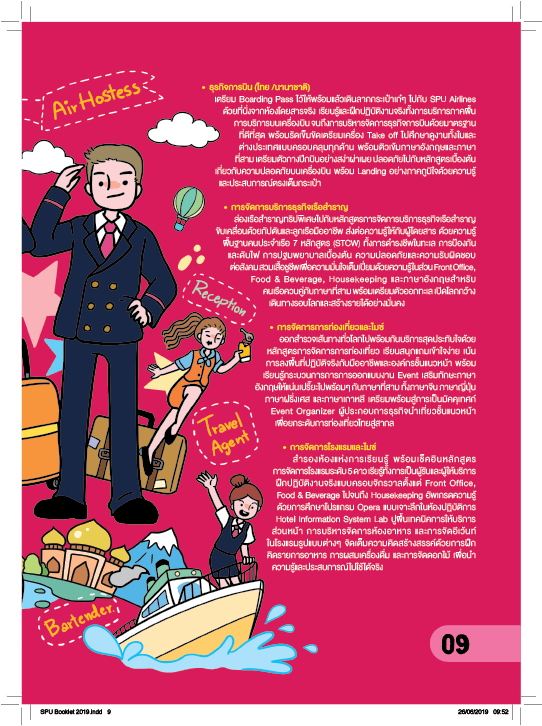 Air Hostess
• ธุรกิจการบิน (ไทย /นานาชาติ)
เตรียม Boarding Pass ไว้ให้พร้อมแล้วเดินลากกระเป๋าเก๋ๆ ไปกับ SPU Airlines
ด้วยที่นั่งจากห้องโดยสารจริง เรียนรู้และฝึกปฏิบัติงานจริงทั้งการบริการภาคพื้น
การบริการบนเครื่องบิน จนถึงการบริหารจัดการธุรกิจการบินด้วยมาตรฐาน
ที่ดีที่สุด พร้อมรัดเข็มขัดเตรียมเครื่อง Take off ไปศึกษาดูงานทั้งในและ
ต่างประเทศแบบครอบคลุมทุกด้าน พร้อมติวเข้มภาษาอังกฤษและภาษา
ที่สาม เตรียมตัวกางปีกบินอย่างสง่าผ่าเผย ปลอดภัยไปกับหลักสูตรเบื้องต้น
เกี่ยวกับความปลอดภัยบนเครื่องบิน พร้อม Landing อย่างภาคภูมิใจด้วยความรู้
และประสบการณ์ตรงเต็มกระเป๋า
• การจัดการบริการธุรกิจเรือสำราญ
ล่องเรือสำราญทริปพิเศษไปกับหลักสูตรการจัดการบริการธุรกิจเรือสำราญ
ขับเคลื่อนด้วยกัปตันและลูกเรือมืออาชีพ ส่งต่อความรู้ให้กับผู้โดยสาร ด้วยความรู้
พื้นฐานคนประจำเรือ 7 หลักสูตร (STCW) ทั้งการดำรงชีพในทะเล การป้องกัน
และดับไฟ การปฐมพยาบาลเบื้องต้น ความปลอดภัยและความรับผิดชอบ
ต่อสังคม สวมเสื้อชูชีพเพื่อความมั่นใจเต็มเปี่ยมด้วยความรู้ในส่วน Front Office,
Food & Beverage, Housekeeping และภาษาอังกฤษสำหรับ
คนเรือควบคู่กับภาษาที่สาม พร้อมเตรียมตัวออกทะเล เปิดโลกกว้าง
เดินทางรอบโลกและสร้างรายได้อย่างมั่นคง
Reception
• การจัดการการท่องเที่ยวและไมซ์
ออกสำรวจเส้นทางทั่วโลกไปพร้อมกับบริการสุดประทับใจด้วย
หลักสูตรการจัดการการท่องเที่ยว เรียนสนุกแถมเข้าใจง่าย เน้น
การลงพื้นที่ปฏิบัติจริงกับมืออาชีพและองค์กรชั้นแนวหน้า พร้อม
เรียนรู้กระบวนการการออกแบบงาน Event เสริมทักษะภาษา
อังกฤษให้แน่นเปรี๊ยะไปพร้อมๆ กับภาษาที่สาม ทั้งภาษาจีน ภาษาญี่ปุ่น
ภาษาฝรั่งเศส และภาษาเกาหลี เตรียมพร้อมสู่การเป็นมัคคุเทศก์
Event Organizer ผู้ประกอบการธุรกิจนำเที่ยวชั้นแนวหน้า
เพื่อยกระดับการท่องเที่ยวไทยสู่สากล
Travel
Agent
• การจัดการโรงแรมและไมซ์
สำรองห้องแห่งการเรียนรู้ พร้อมเช็คอินหลักสูตร
การจัดการโรงแรมระดับ 5 ดาว เรียรู้ทั้งการเป็นผู้รับและผู้ให้บริการ
ฝึกปฏิบัติงานจริงแบบครอบจักรวาลตั้งแต่ Front Office,
Food & Beverage ไปจนถึง Housekeeping อัพเกรดความรู้
ด้วยการศึกษาโปรแกรม Opera แบบเจาะลึกในห้องปฏิบัติการ
Hotel Information System Lab ปูพื้นเทคนิคการให้บริการ
ส่วนหน้า การบริหารจัดการห้องอาหาร และการจัดอีเว้นท์
ในโรงแรมรูปแบบต่างๆ จัดเต็มความคิดสร้างสรรค์ด้วยการฝึก
คิดรายการอาหาร การผสมเครื่องดื่ม และการจัดดอกไม้ เพื่อนำ
ความรู้และประสบการณ์ไปใช้ได้จริง
Bartender
09
SPU Booklet 2019.indd 9
26/06/2019 09:52